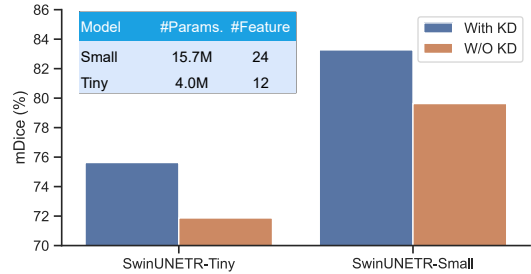 86
84
82
80
78
76
74
72
70
mDice (%)
Model #Params. #Feature
Small 15.7M 24
Tiny 4.0M 12
With KD
W/O KD
SwinUNETR-Tiny SwinUNETR-Small